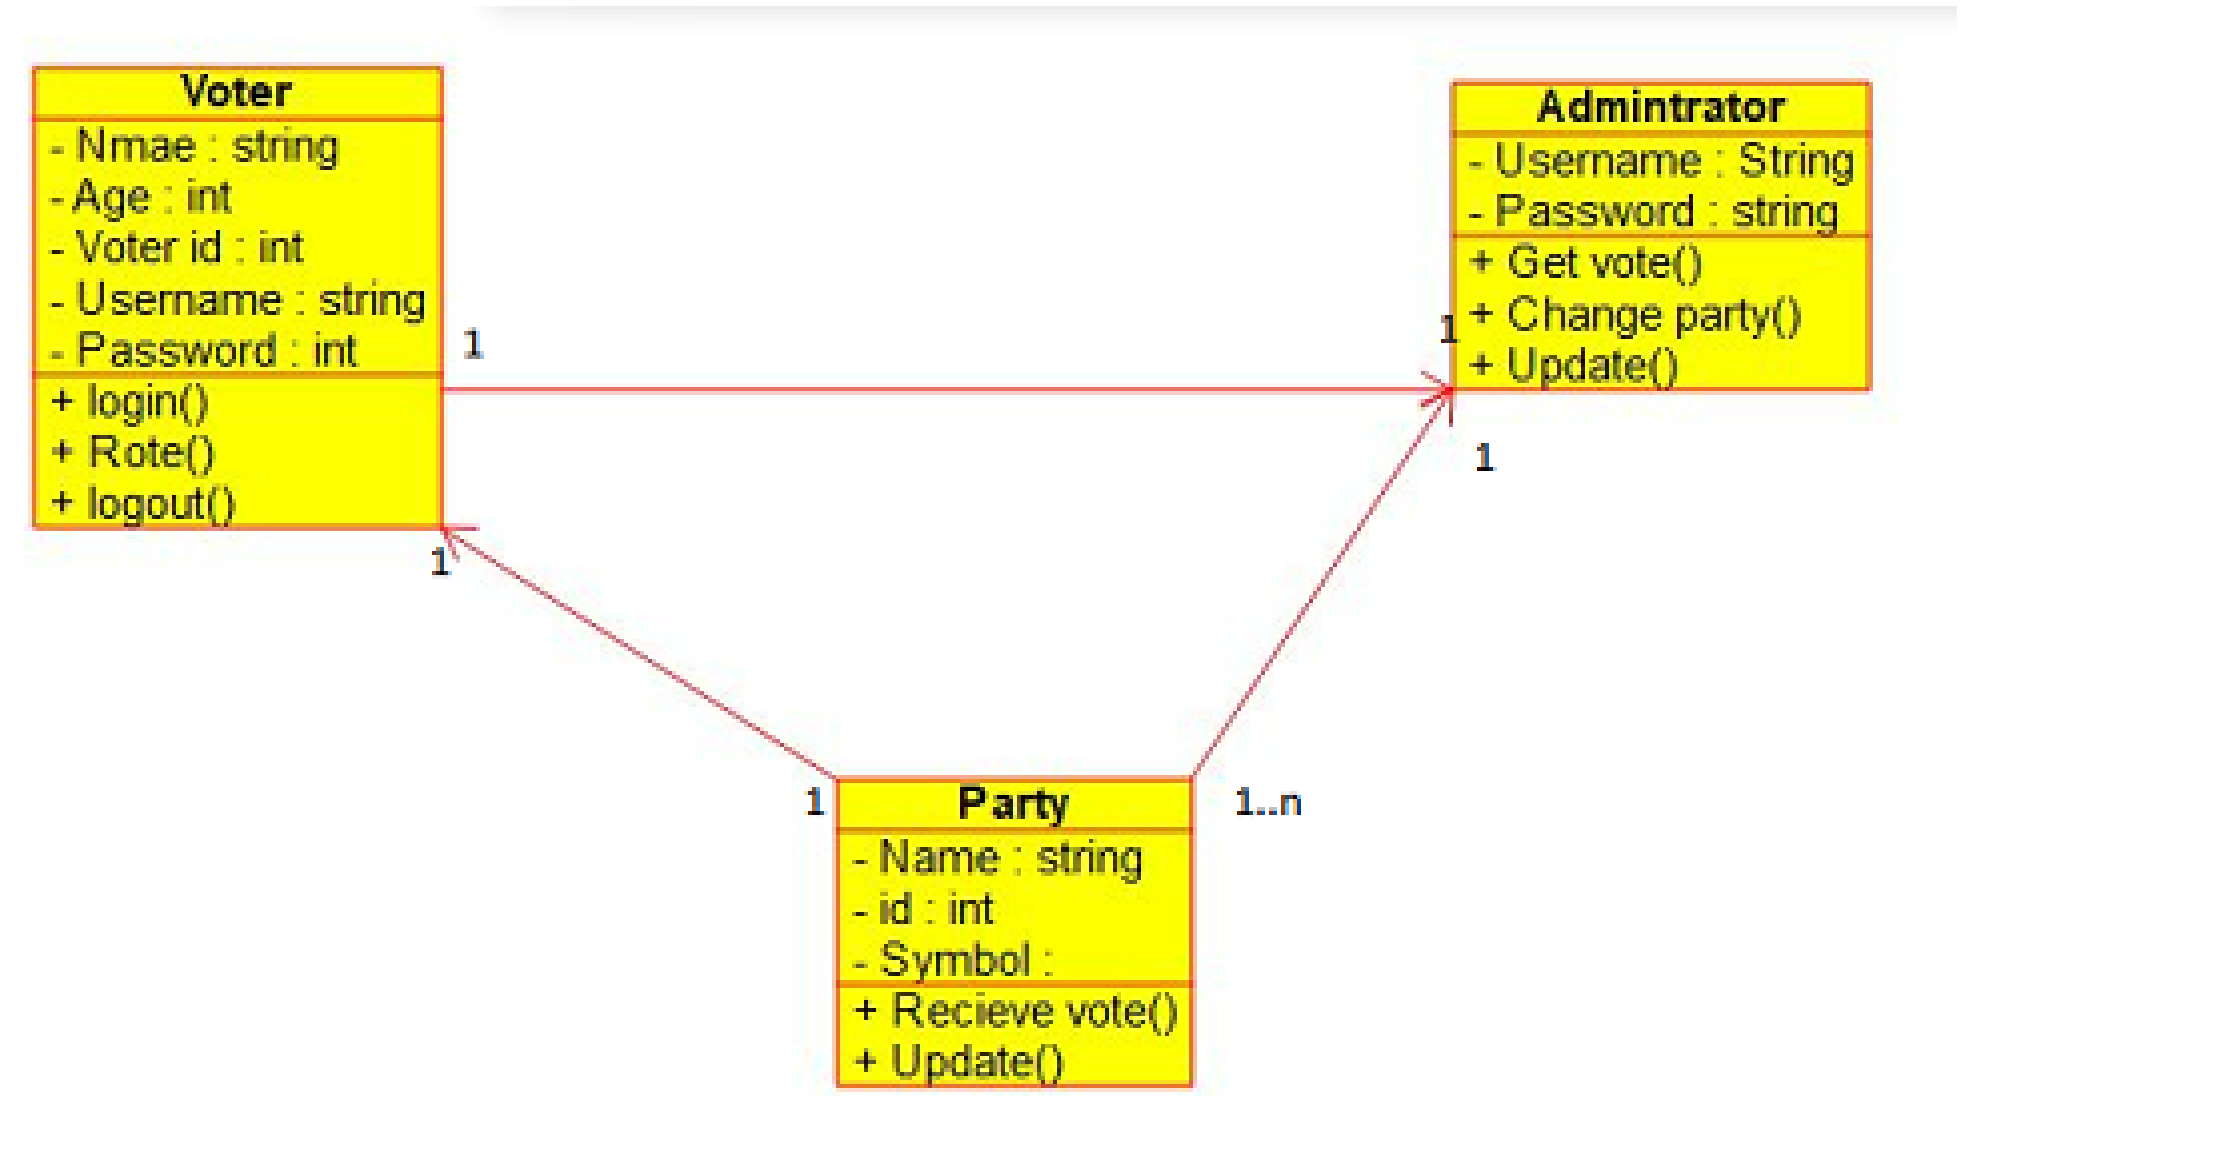 Voter
- Nmae : string
- Age : int
- Voter id : int
- Username : string
- Password : int
+ login()
+ Rote()
+ logout()
1
1
Admintrator
- Username : String
- Password : string
+ Get vote()
+ Change party()
+ Update()
1
1
1
1..n
Party
- Name : string
- id : int
- Symbol :
+ Recieve vote()
+ Update()